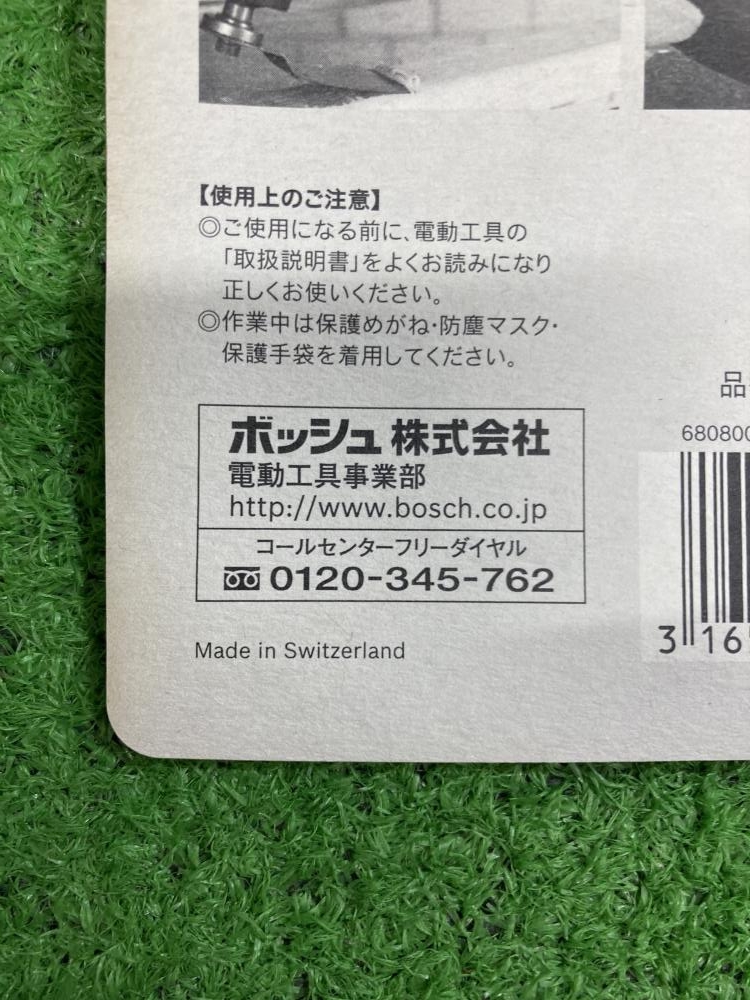 【使用上のご注意】
◎ご使用になる前に、電動工具の
「取扱説明書」をよくお読みになり
正しくお使いください。
◎作業中は保護めがね・防塵マスク・
保護手袋を着用してください。
品
680800
ボッシュ株式会社
電動工具事業部
http://www.bosch.co.jp
コールセンターフリーダイヤル
0120-345-762
3 16
Made in Switzerland